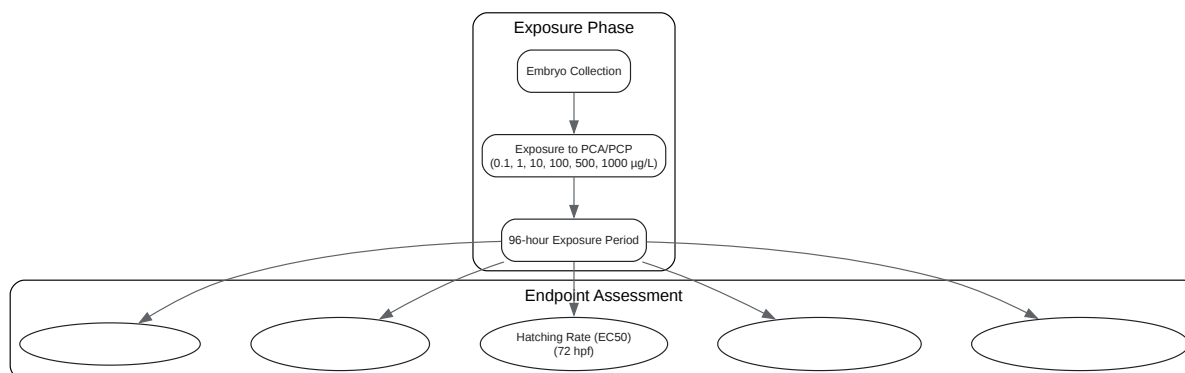 Exposure Phase
Embryo Collection
Exposure to PCA/PCP
(0.1, 1, 10, 100, 500, 1000 µg/L)
96-hour Exposure Period
Endpoint Assessment
Hatching Rate (EC50)
(72 hpf)